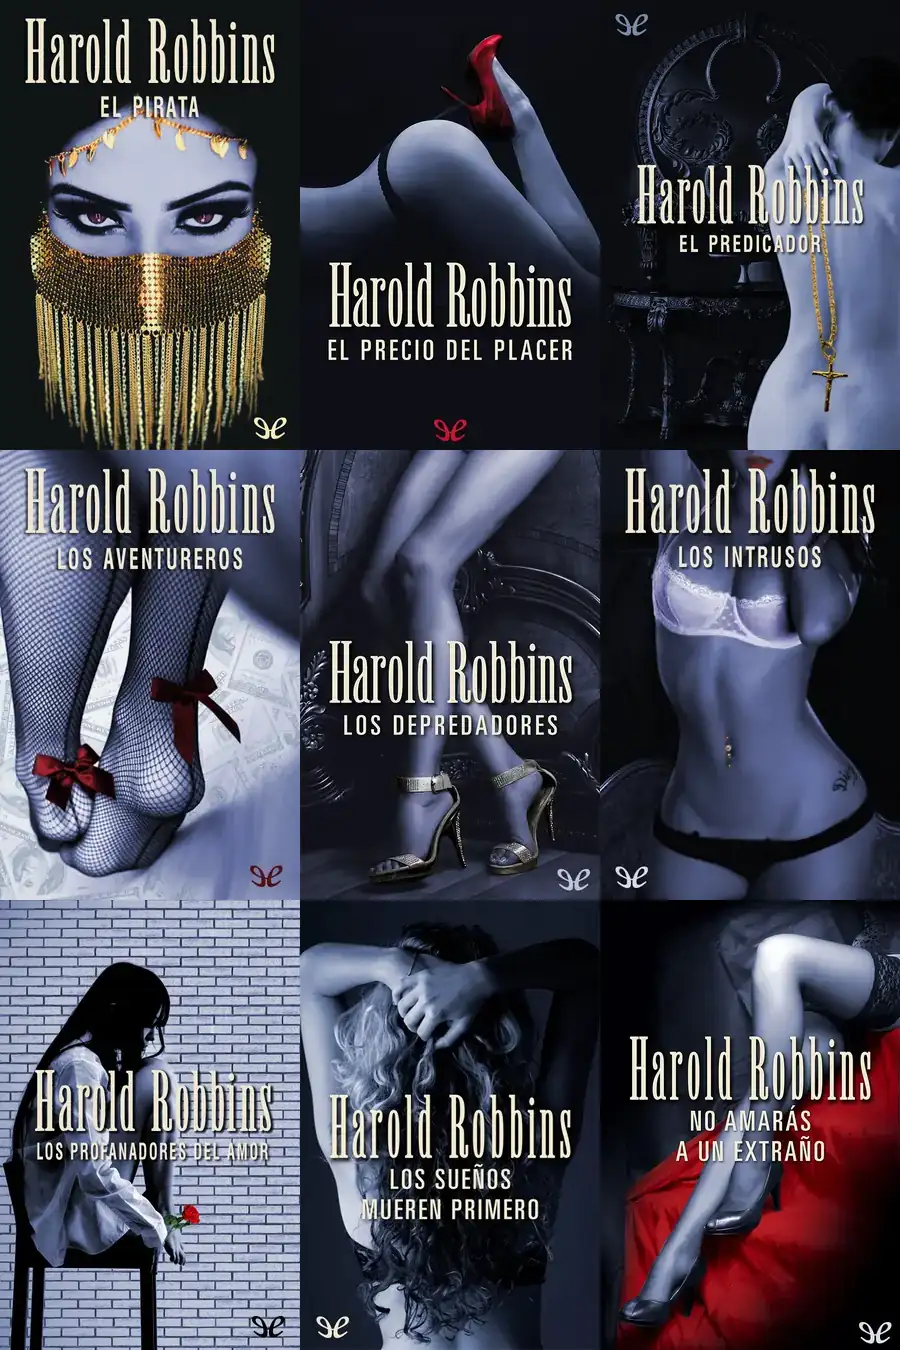 Harold Robbins
EL PIRATA
Harold Robbins
EL PRECIO DEL PLACER
Harold Robbins
EL PREDICADOR
Harold Robbins
LOS AVENTUREROS
Harold Robbins
LOS DEPREDADORES
Harold Robbins
LOS INTRUSOS
Harold Robbins
LOS PROFANADORES DEL AMOR
Harold Robbins
LOS SUEÑOS
MUEREN PRIMERO
Harold Robbins
NO AMARÁS
A UN EXTRAÑO